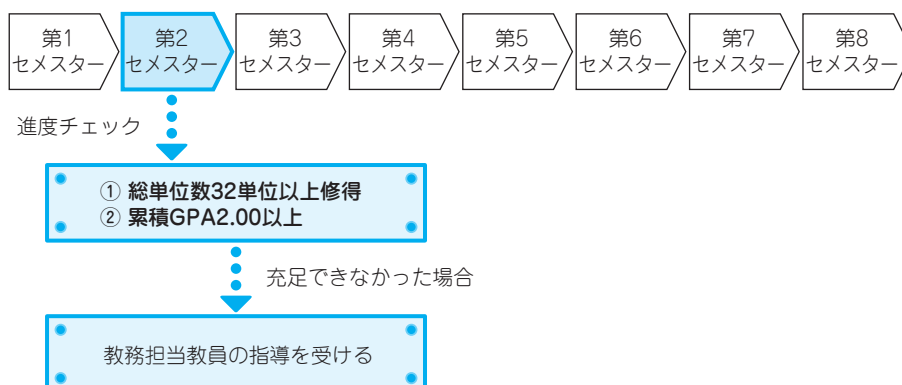 第1 セメスター
第2 セメスター
第3 セメスター
第4 セメスター
第5 セメスター
第6 セメスター
第7 セメスター
第8 セメスター
進度チェック
① 総単位数32単位以上修得
② 累積GPA2.00以上
充足できなかった場合
教務担当教員の指導を受ける